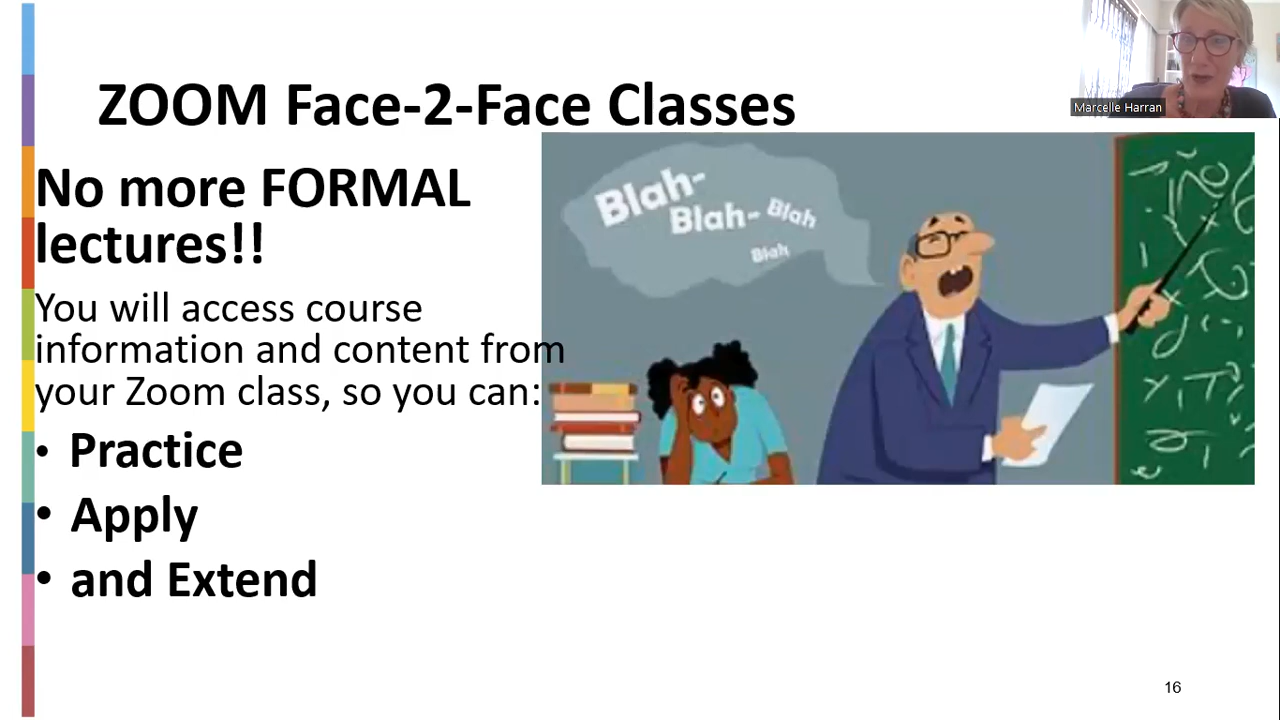 ZOOM Face-2-Face Classes
Marcelle Harran
No more FORMAL
lectures!!
Blah-
Blah- Blah
Blah
You will access course
information and content from
your Zoom class, so you can:
• Practice
• Apply
• and Extend
16